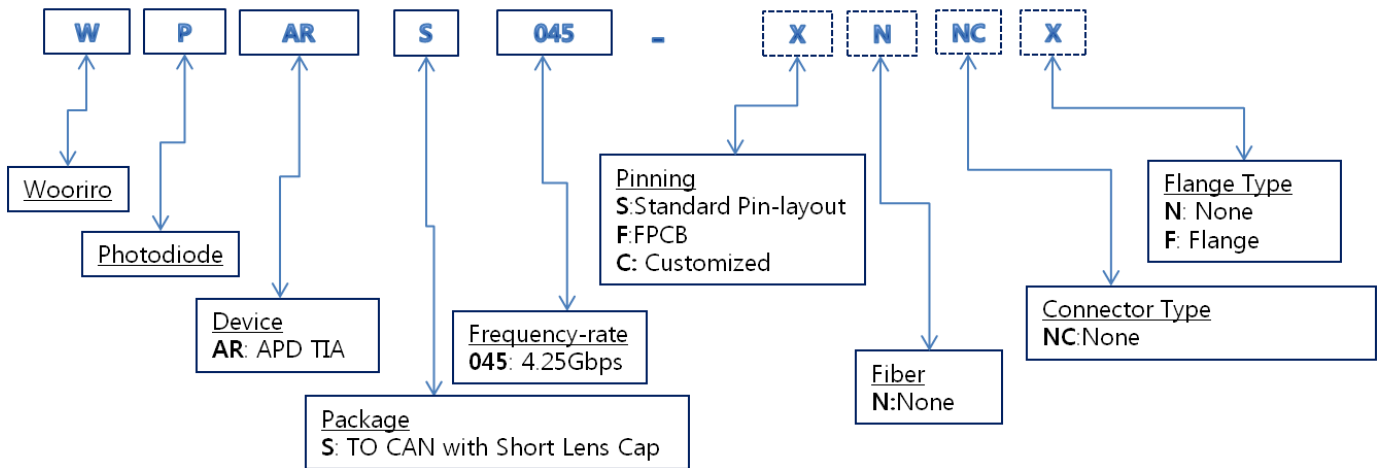 W P AR S 045 - X N NC X
Wooriro
Photodiode
Device
AR: APD TIA
Package
S: TO CAN with Short Lens Cap
Frequency-rate
045: 4.25Gbps
Pinning
S:Standard Pin-layout
F:FPCB
C: Customized
Fiber
N:None
Connector Type
NC:None
Flange Type
N: None
F: Flange